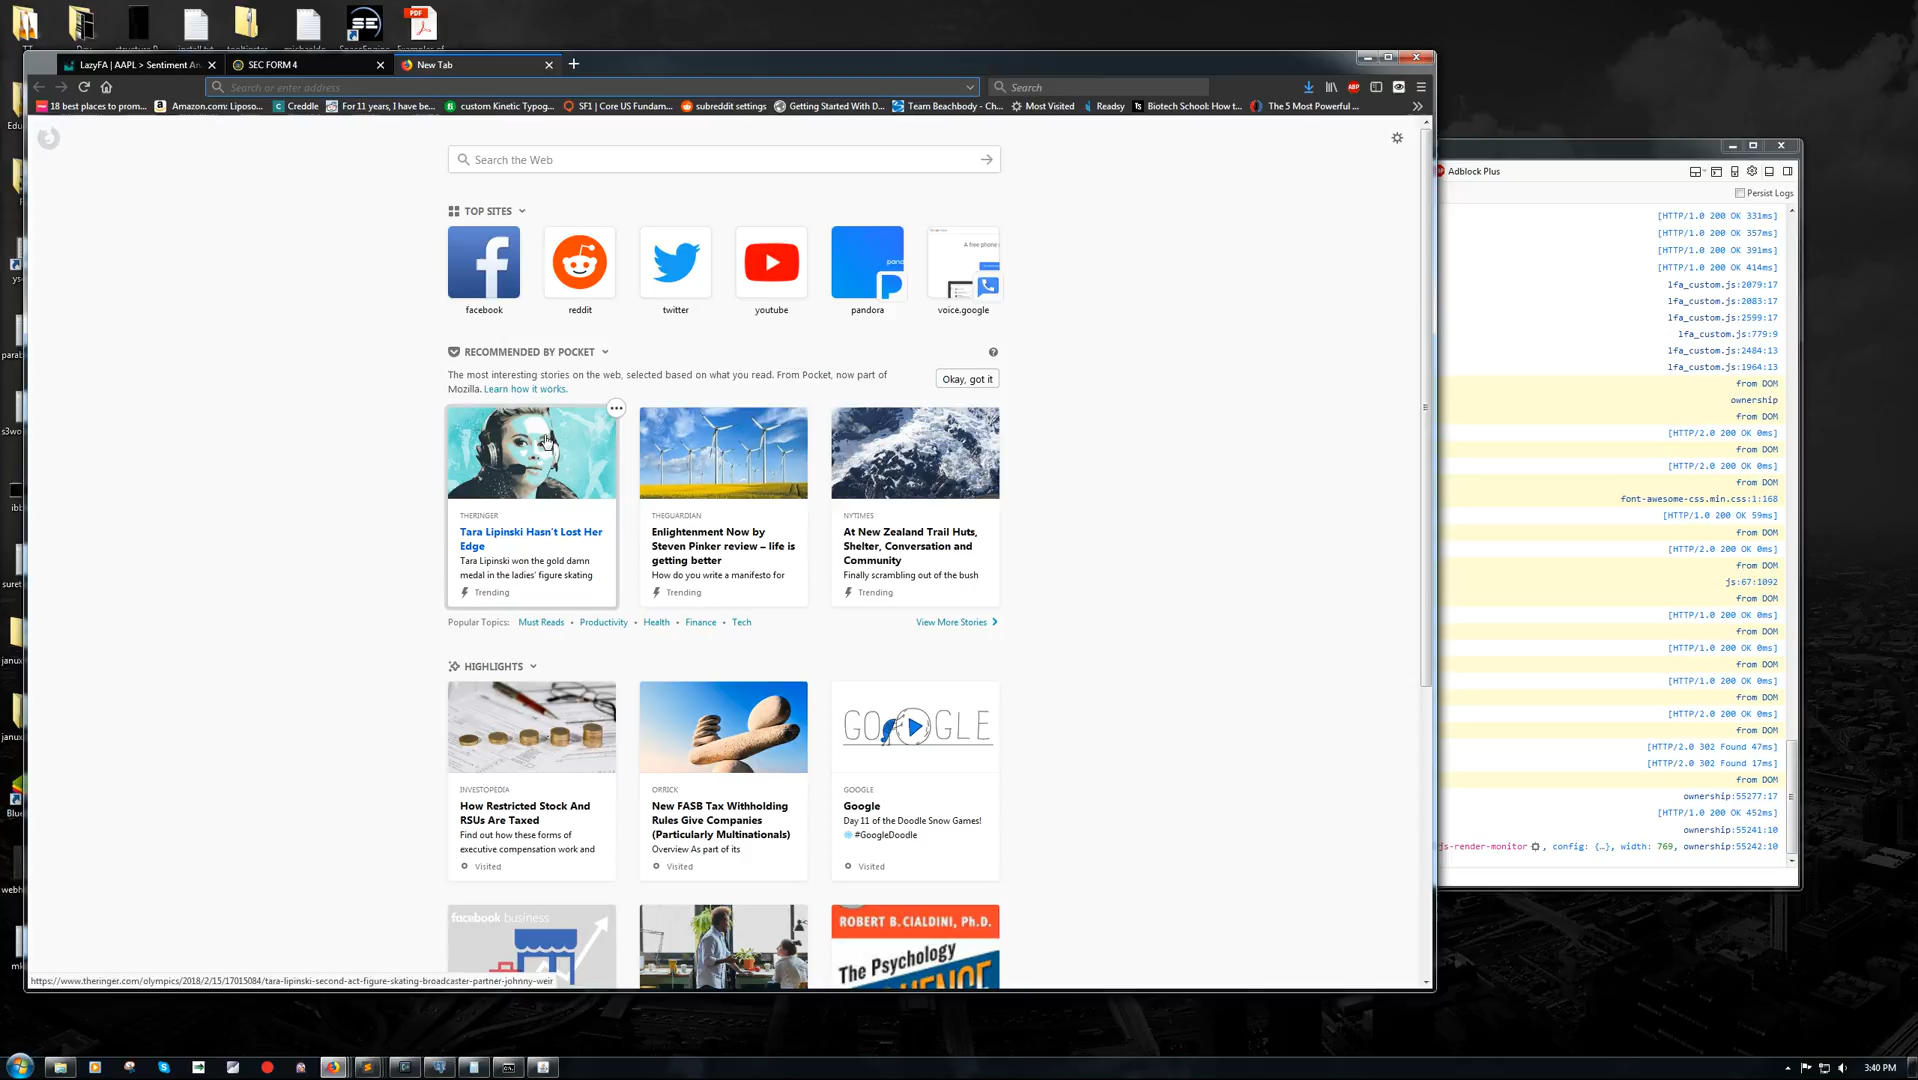 PDF
TT
Dev
structure P
install.txt
SE
SpaceEngine
Examples of
LazyFA | AAPL > Sentiment An
SEC FORM 4
New Tab
Search or enter address
Search
ABP
18 best places to prom...
Amazon.com: Liposo...
Creddle
For 11 years, I have be...
custom Kinetic Typog...
SF1 | Core US Fundam...
subreddit settings
Getting Started With D...
Team Beachbody - Ch...
Most Visited
Readsy
Biotech School: How t...
The 5 Most Powerful ...
Search the Web
TOP SITES
facebook
reddit
twitter
youtube
pandora
voice.google
RECOMMENDED BY POCKET
The most interesting stories on the web, selected based on what you read. From Pocket, now part of
Mozilla. Learn how it works.
Okay, got it
THERINGER
Tara Lipinski Hasn't Lost Her
Edge
Tara Lipinski won the gold damn
medal in the ladies' figure skating
Trending
THEGUARDIAN
Enlightenment Now by
Steven Pinker review – life is
getting better
How do you write a manifesto for
Trending
NYTIMES
At New Zealand Trail Huts,
Shelter, Conversation and
Community
Finally scrambling out of the bush
Trending
Popular Topics: Must Reads • Productivity • Health • Finance • Tech
View More Stories
HIGHLIGHTS
INVESTOPEDIA
How Restricted Stock And
RSUs Are Taxed
Find out how these forms of
executive compensation work and
Visited
ORRICK
New FASB Tax Withholding
Rules Give Companies
(Particularly Multinationals)
Overview As part of its
Visited
GOOGLE
GOOGLE
Google
Day 11 of the Doodle Snow Games!
#GoogleDoodle
Visited
facebook business
ROBERT B. CIALDINI, PH.D.
The Psychology
https://www.theringer.com/olympics/2018/2/15/17015084/tara-lipinski-second-act-figure-skating-broadcaster-partner-johnny-weir
Adblock Plus
Persist Logs
[HTTP/1.0 200 OK 331ms]
[HTTP/1.0 200 OK 357ms]
[HTTP/1.0 200 OK 391ms]
[HTTP/1.0 200 OK 414ms]
lfa_custom.js:2079:17
lfa_custom.js:2083:17
lfa_custom.js:2599:17
lfa_custom.js:779:9
lfa_custom.js:2484:13
lfa_custom.js:1964:13
from DOM
ownership
from DOM
[HTTP/2.0 200 OK 0ms]
from DOM
[HTTP/2.0 200 OK 0ms]
from DOM
font-awesome-css.min.css:1:168
[HTTP/1.0 200 OK 59ms]
from DOM
[HTTP/2.0 200 OK 0ms]
from DOM
js:67:1092
from DOM
[HTTP/1.0 200 OK 0ms]
from DOM
[HTTP/1.0 200 OK 0ms]
from DOM
[HTTP/1.0 200 OK 0ms]
from DOM
[HTTP/2.0 200 OK 0ms]
from DOM
[HTTP/2.0 302 Found 47ms]
[HTTP/2.0 302 Found 17ms]
from DOM
ownership:55277:17
[HTTP/1.0 200 OK 452ms]
ownership:55241:10
js-render-monitor , config: {…}, width: 769, ownership:55242:10
3:40 PM